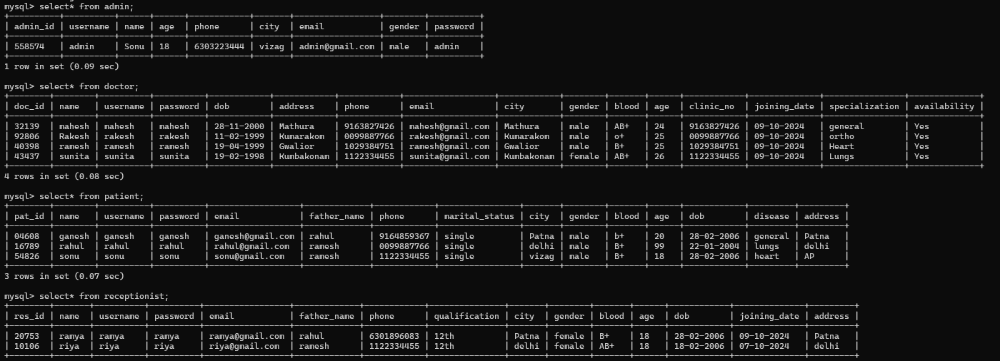 mysql> select* from admin;
+----------+----------+------+------+------------+-------+-----------------+--------+----------+
| admin_id | username | name | age  | phone      | city  | email           | gender | password |
+----------+----------+------+------+------------+-------+-----------------+--------+----------+
| 558574   | admin    | Sonu | 18   | 6303223444 | vizag | admin@gmail.com | male   | admin    |
+----------+----------+------+------+------------+-------+-----------------+--------+----------+
1 row in set (0.09 sec)
mysql> select* from doctor;
+--------+--------+----------+----------+------------+------------+------------+------------------+------------+--------+-------+------+------------+--------------+----------------+--------------+
| doc_id | name   | username | password | dob        | address    | phone      | email            | city       | gender | blood | age  | clinic_no  | joining_date | specialization | availability |
+--------+--------+----------+----------+------------+------------+------------+------------------+------------+--------+-------+------+------------+--------------+----------------+--------------+
| 32139  | mahesh | mahesh   | mahesh   | 28-11-2000 | Mathura    | 9163827426 | mahesh@gmail.com | Mathura    | male   | AB+   | 24   | 9163827426 | 09-10-2024   | general        | Yes          |
| 92806  | Rakesh | rakesh   | rakesh   | 11-02-1999 | Kumarakom  | 0099887766 | rakesh@gmail.com | Kumarakom  | male   | o+    | 25   | 0099887766 | 09-10-2024   | ortho          | Yes          |
| 40398  | ramesh | ramesh   | ramesh   | 19-04-1999 | Gwalior    | 1029384751 | ramesh@gmail.com | Gwalior    | male   | B+    | 25   | 1029384751 | 09-10-2024   | Heart          | Yes          |
| 43437  | sunita | sunita   | sunita   | 19-02-1998 | Kumbakonam | 1122334455 | sunita@gmail.com | Kumbakonam | female | AB+   | 26   | 1122334455 | 09-10-2024   | Lungs          | Yes          |
+--------+--------+----------+----------+------------+------------+------------+------------------+------------+--------+-------+------+------------+--------------+----------------+--------------+
4 rows in set (0.08 sec)
mysql> select* from patient;
+--------+--------+----------+----------+------------------+-------------+------------+----------------+-------+--------+-------+------+------------+---------+---------+
| pat_id | name   | username | password | email            | father_name | phone      | marital_status | city  | gender | blood | age  | dob        | disease | address |
+--------+--------+----------+----------+------------------+-------------+------------+----------------+-------+--------+-------+------+------------+---------+---------+
| 04608  | ganesh | ganesh   | ganesh   | ganesh@gmail.com | rahul       | 9164859367 | single         | Patna | male   | b+    | 20   | 28-02-2006 | general | Patna   |
| 16789  | rahul  | rahul    | rahul    | rahul@gmail.com  | ramesh      | 0099887766 | single         | delhi | male   | B+    | 99   | 22-01-2004 | lungs   | delhi   |
| 54826  | sonu   | sonu     | sonu     | sonu@gmail.com   | ramesh      | 1122334455 | single         | vizag | male   | B+    | 18   | 28-02-2006 | heart   | AP      |
+--------+--------+----------+----------+------------------+-------------+------------+----------------+-------+--------+-------+------+------------+---------+---------+
3 rows in set (0.07 sec)
mysql> select* from receptionist;
+--------+-------+----------+----------+-----------------+-------------+------------+---------------+-------+--------+-------+------+------------+--------------+---------+
| res_id | name  | username | password | email           | father_name | phone      | qualification | city  | gender | blood | age  | dob        | joining_date | address |
+--------+-------+----------+----------+-----------------+-------------+------------+---------------+-------+--------+-------+------+------------+--------------+---------+
| 20753  | ramya | ramya    | ramya    | ramya@gmail.com | rahul       | 6301896083 | 12th          | Patna | female | B+    | 18   | 28-02-2006 | 09-10-2024   | Patna   |
| 10106  | riya  | riya     | riya     | riya@gmail.com  | ramesh      | 1122334455 | 12th          | delhi | female | AB+   | 18   | 18-02-2006 | 07-10-2024   | delhi   |
+--------+-------+----------+----------+-----------------+-------------+------------+---------------+-------+--------+-------+------+------------+--------------+---------+